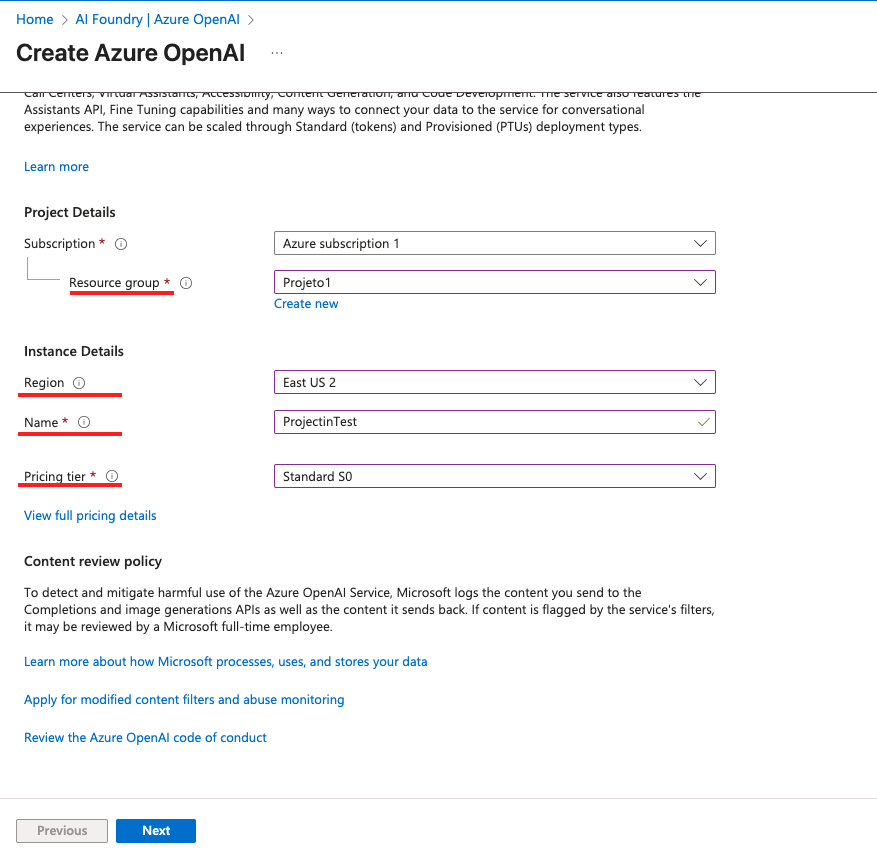 Home > AI Foundry | Azure OpenAI >
Create Azure OpenAI ...
Call Centers, Virtual Assistants, Accessibility, Content Generation, and Code Development. The service also features the
Assistants API, Fine Tuning capabilities and many ways to connect your data to the service for conversational
experiences. The service can be scaled through Standard (tokens) and Provisioned (PTUs) deployment types.
Learn more
Project Details
Subscription *
Azure subscription 1
Resource group *
Projeto1
Create new
Instance Details
Region
East US 2
Name *
ProjectinTest
Pricing tier *
Standard S0
View full pricing details
Content review policy
To detect and mitigate harmful use of the Azure OpenAI Service, Microsoft logs the content you send to the
Completions and image generations APIs as well as the content it sends back. If content is flagged by the service's filters,
it may be reviewed by a Microsoft full-time employee.
Learn more about how Microsoft processes, uses, and stores your data
Apply for modified content filters and abuse monitoring
Review the Azure OpenAI code of conduct
Previous
Next